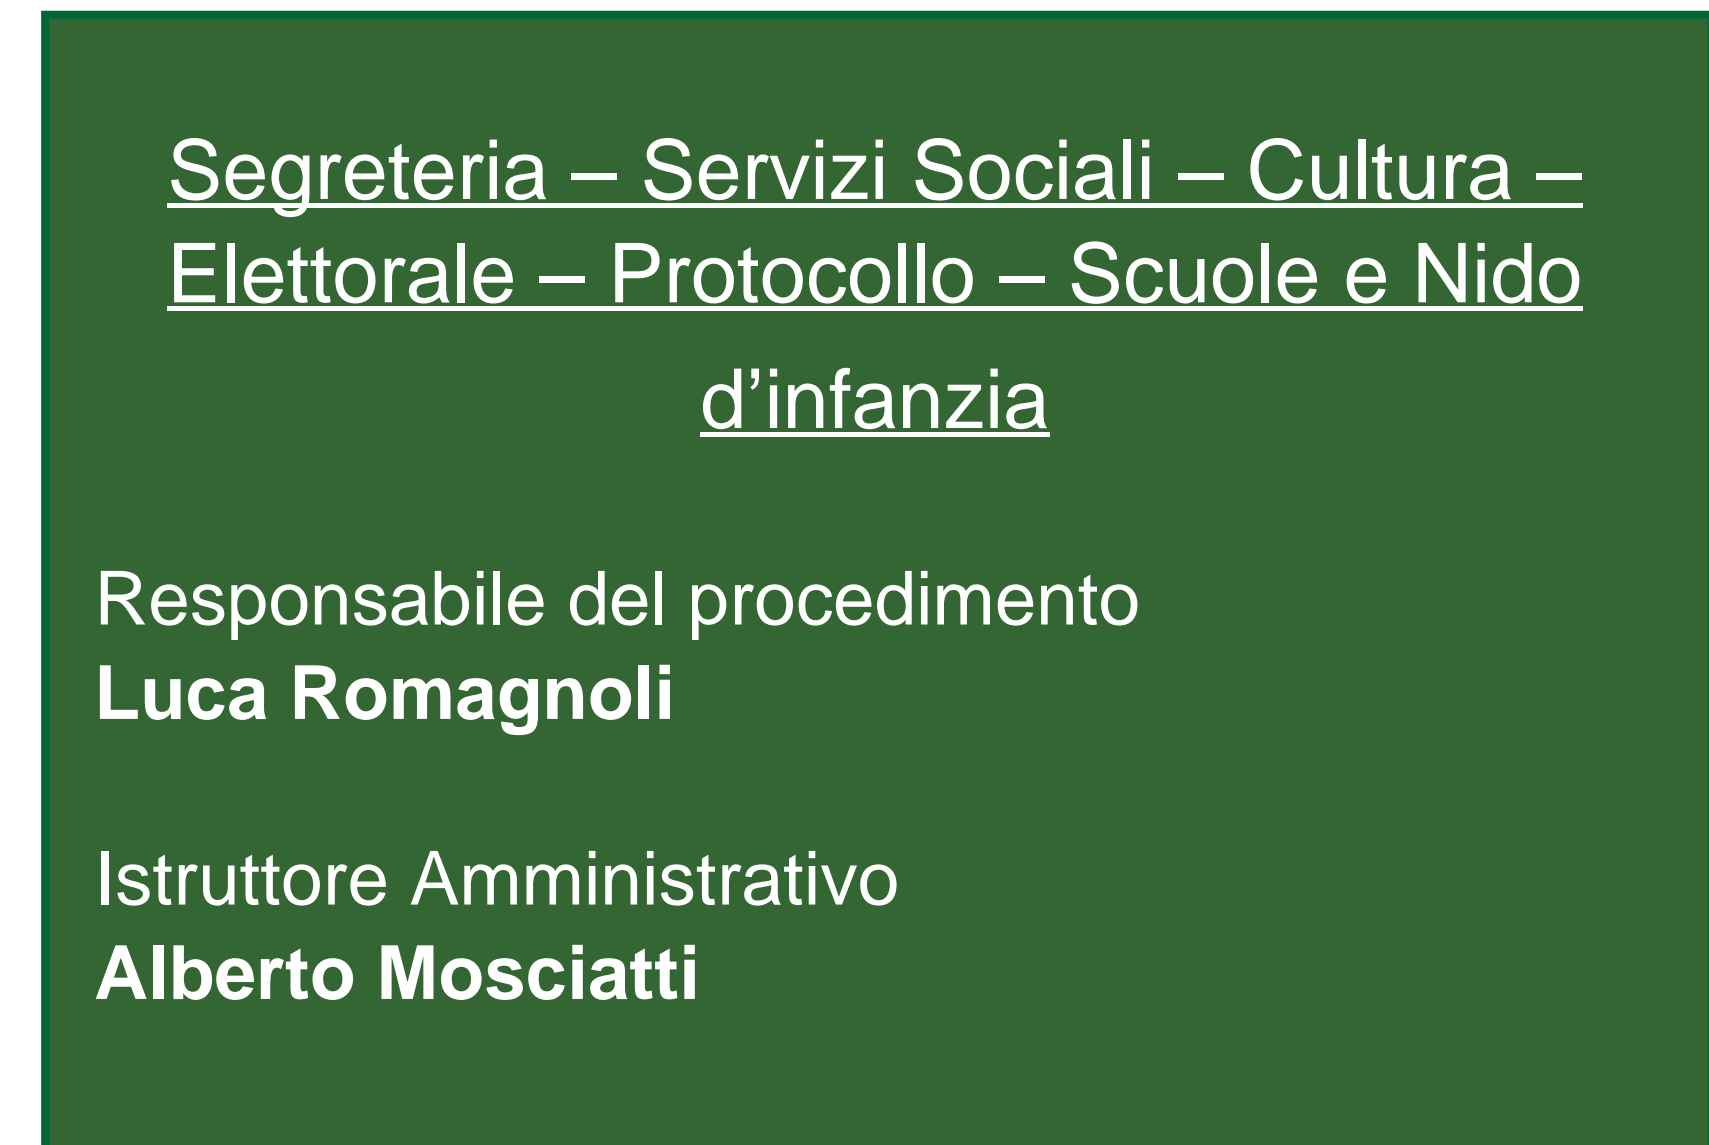 Segreteria – Servizi Sociali – Cultura –
Elettorale – Protocollo – Scuole e Nido
d’infanzia
Responsabile del procedimento
Luca Romagnoli
Istruttore Amministrativo
Alberto Mosciatti